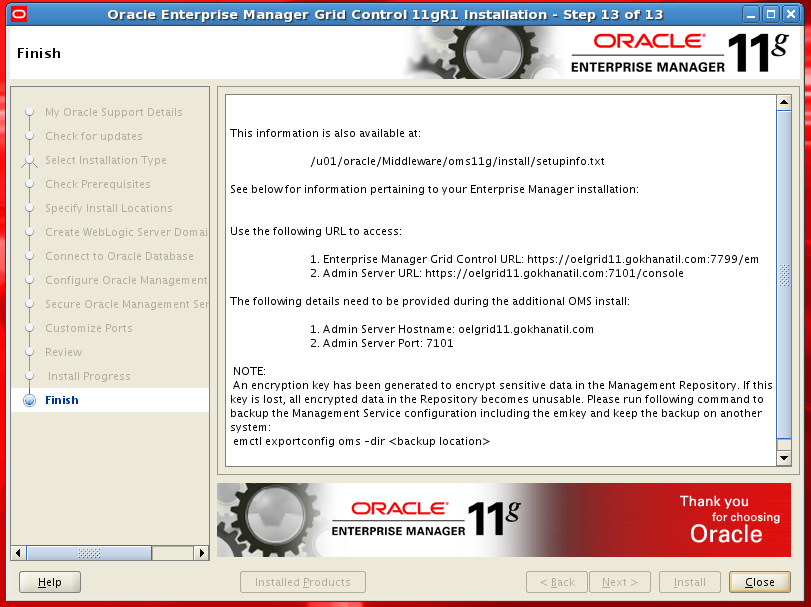 Oracle Enterprise Manager Grid Control 11gR1 Installation - Step 13 of 13
Finish
ORACLE
ENTERPRISE MANAGER 11g
My Oracle Support Details
Check for updates
Select Installation Type
Check Prerequisites
Specify Install Locations
Create WebLogic Server Domai
Connect to Oracle Database
Configure Oracle Management
Secure Oracle Management Ser
Customize Ports
Review
Install Progress
Finish
This information is also available at:
/u01/oracle/Middleware/oms11g/install/setupinfo.txt
See below for information pertaining to your Enterprise Manager installation:
Use the following URL to access:
1. Enterprise Manager Grid Control URL: https://oelgrid11.gokhanatil.com:7799/em
2. Admin Server URL: https://oelgrid11.gokhanatil.com:7101/console
The following details need to be provided during the additional OMS install:
1. Admin Server Hostname: oelgrid11.gokhanatil.com
2. Admin Server Port: 7101
NOTE:
An encryption key has been generated to encrypt sensitive data in the Management Repository. If this
key is lost, all encrypted data in the Repository becomes unusable. Please run following command to
backup the Management Service configuration including the emkey and keep the backup on another
system:
emctl exportconfig oms -dir <backup location>
ORACLE
ENTERPRISE MANAGER 11g
Thank you
for choosing
Oracle
Help
Installed Products
< Back
Next >
Install
Close